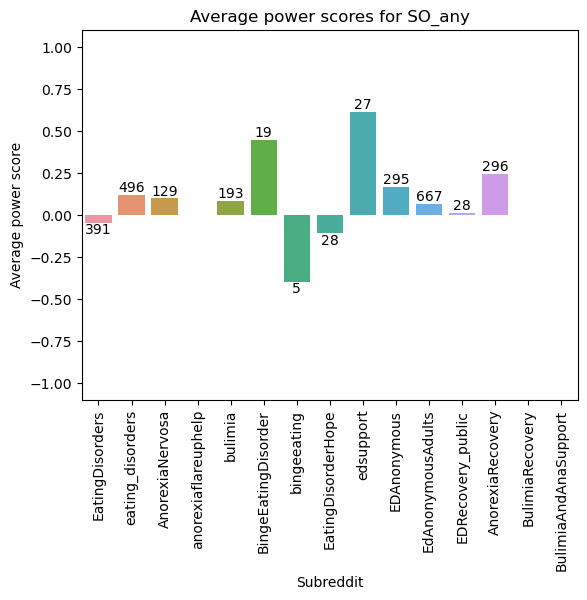 Average power scores for SO_any
Average power score
1.00
0.75
0.50
0.25
0.00
−0.25
−0.50
−0.75
−1.00
391
496
129
193
19
5
28
27
295
667
28
296
EatingDisorders
eating_disorders
AnorexiaNervosa
anorexiaflareuphelp
bulimia
BingeEatingDisorder
bingeeating
EatingDisorderHope
edsupport
EDAnonymous
EdAnonymousAdults
EDRecovery_public
AnorexiaRecovery
BulimiaRecovery
BulimiaAndAnaSupport
Subreddit